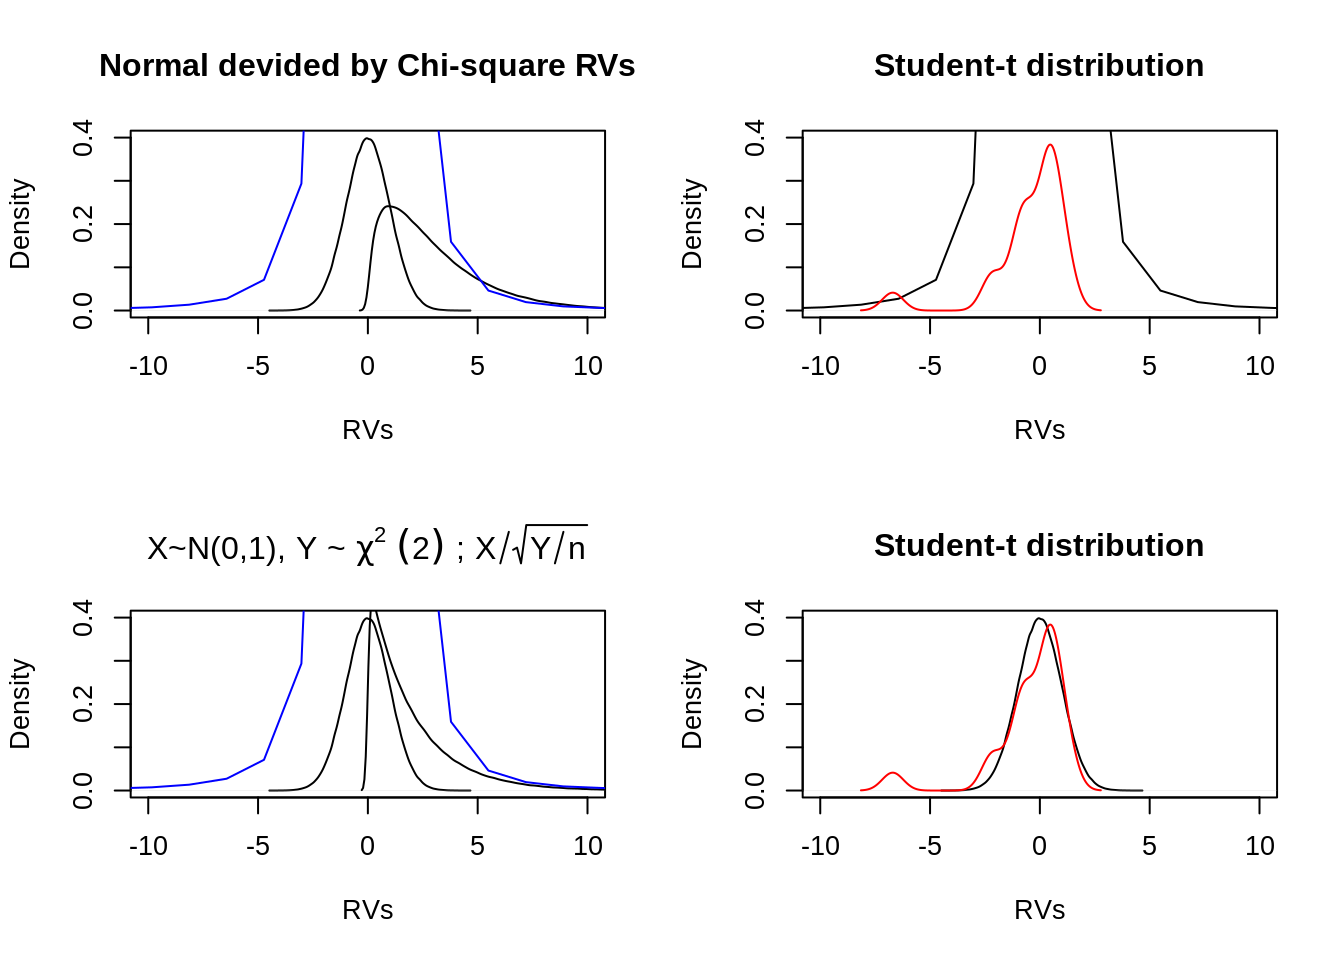 Normal devided by Chi-square RVs
Density
0.0 0.2 0.4
-10 -5 0 5 10
RVs
Student-t distribution
Density
0.0 0.2 0.4
-10 -5 0 5 10
RVs
X~N(0,1), Y ~ χ² (2) ; X/√Y/n
Density
0.0 0.2 0.4
-10 -5 0 5 10
RVs
Student-t distribution
Density
0.0 0.2 0.4
-10 -5 0 5 10
RVs